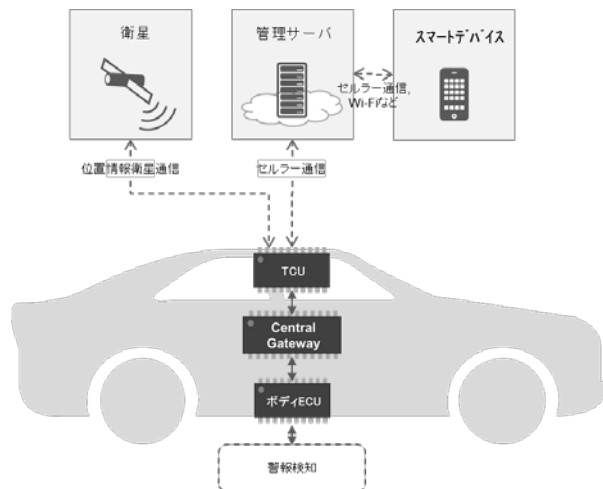 衛星
管理サーバ
スマートデバイス
セルラー通信,
Wi-Fiなど
位置情報衛星通信
セルラー通信
TCU
Central
Gateway
ボディECU
警報検知